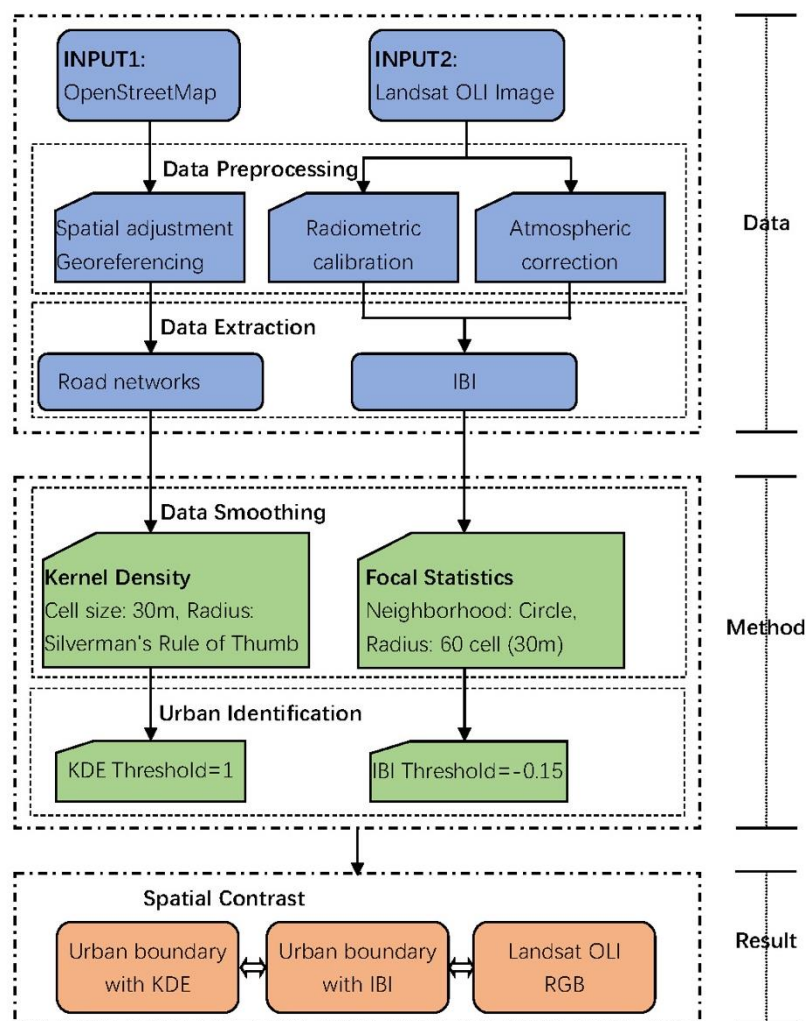 INPUT1:
OpenStreetMap
INPUT2:
Landsat OLI Image
Data Preprocessing
Spatial adjustment
Georeferencing
Radiometric
calibration
Atmospheric
correction
Data
Data Extraction
Road networks
IBI
Data Smoothing
Kernel Density
Cell size: 30m, Radius:
Silverman's Rule of Thumb
Focal Statistics
Neighborhood: Circle,
Radius: 60 cell (30m)
Method
Urban Identification
KDE Threshold=1
IBI Threshold=-0.15
Spatial Contrast
Urban boundary
with KDE
Urban boundary
with IBI
Landsat OLI
RGB
Result